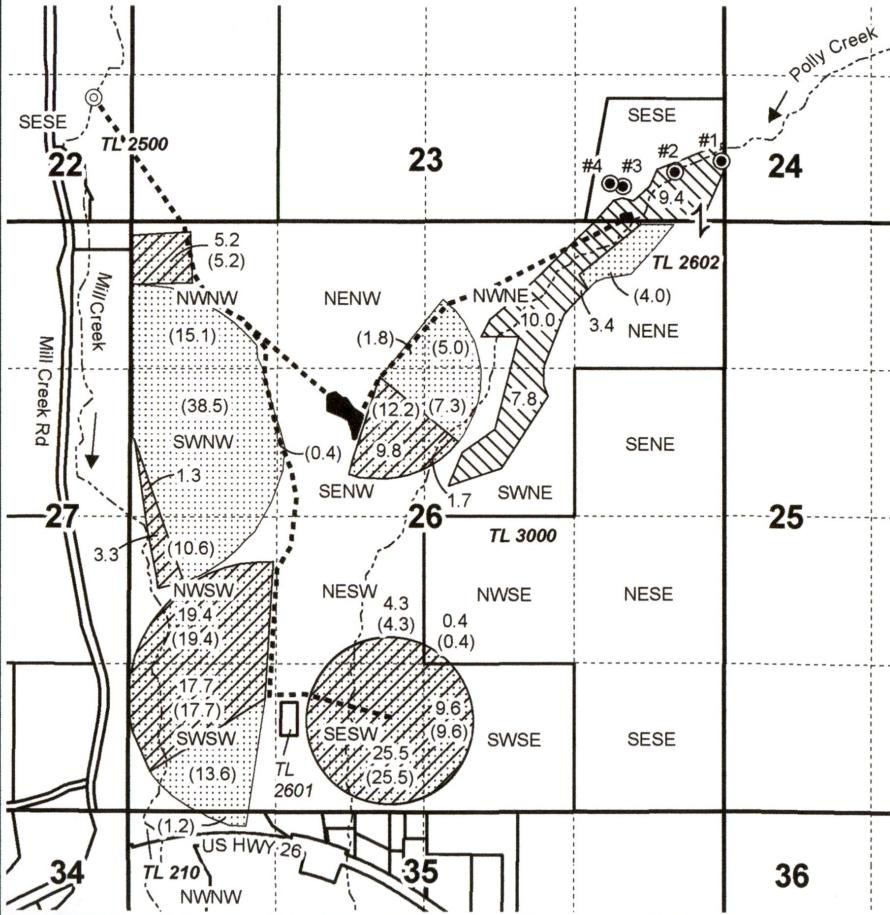 Polly Creek
SESE
TL 2500
22
23
SESE
#1
#2
#3
#4
24
9.4
5.2
(5.2)
TL 2602
NWNW
NENW
NWNE
(4.0)
10.0
3.4
NENE
(15.1)
(1.8)
(5.0)
Mill Creek
Mill Creek Rd
(38.5)
(12.2)
(7.3)
7.8
SWNW
9.8
(0.4)
SENE
1.3
SENW
1.7
SWNE
27
26
25
3.3
(10.6)
TL 3000
NWSW
NESW
NWSE
NESE
19.4
(19.4)
4.3
(4.3)
0.4
(0.4)
17.7
(17.7)
9.6
(9.6)
SWSW
SESW
SWSE
SESE
25.5
(25.5)
(13.6)
TL
2601
(1.2)
US HWY 26
34
TL 210
35
36
NWNW